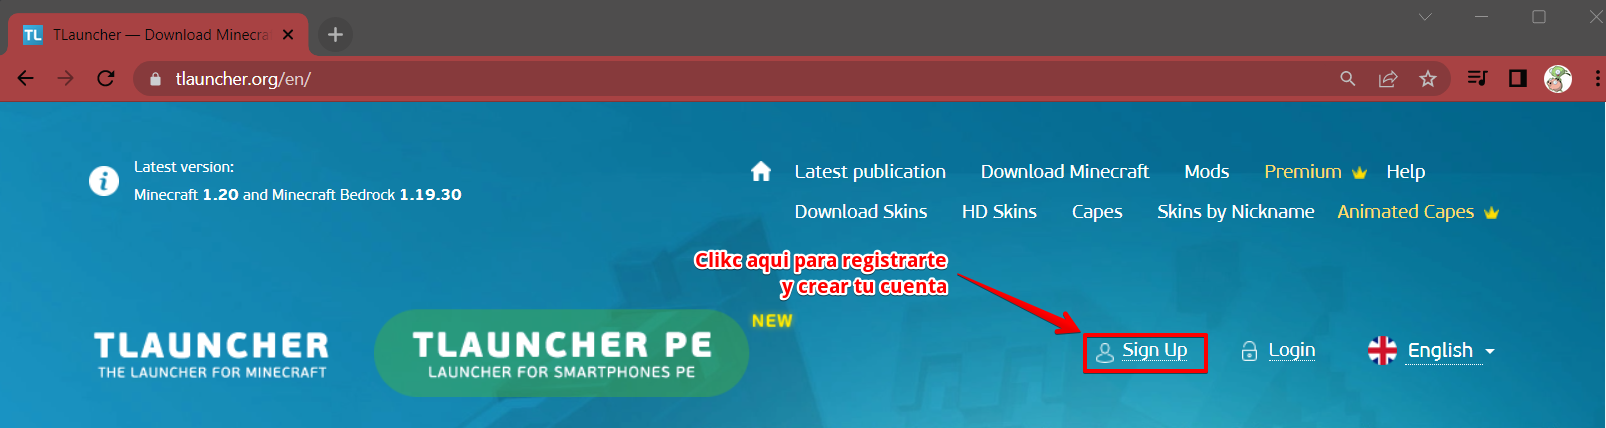 TL TLauncher — Download Minecra
tlauncher.org/en/
Latest version:
Minecraft 1.20 and Minecraft Bedrock 1.19.30
Latest publication Download Minecraft Mods Premium Help
Download Skins HD Skins Capes Skins by Nickname Animated Capes
Clikc aqui para registrarte
y crear tu cuenta
NEW
TLAUNCHER
THE LAUNCHER FOR MINECRAFT
TLAUNCHER PE
LAUNCHER FOR SMARTPHONES PE
Sign Up Login English